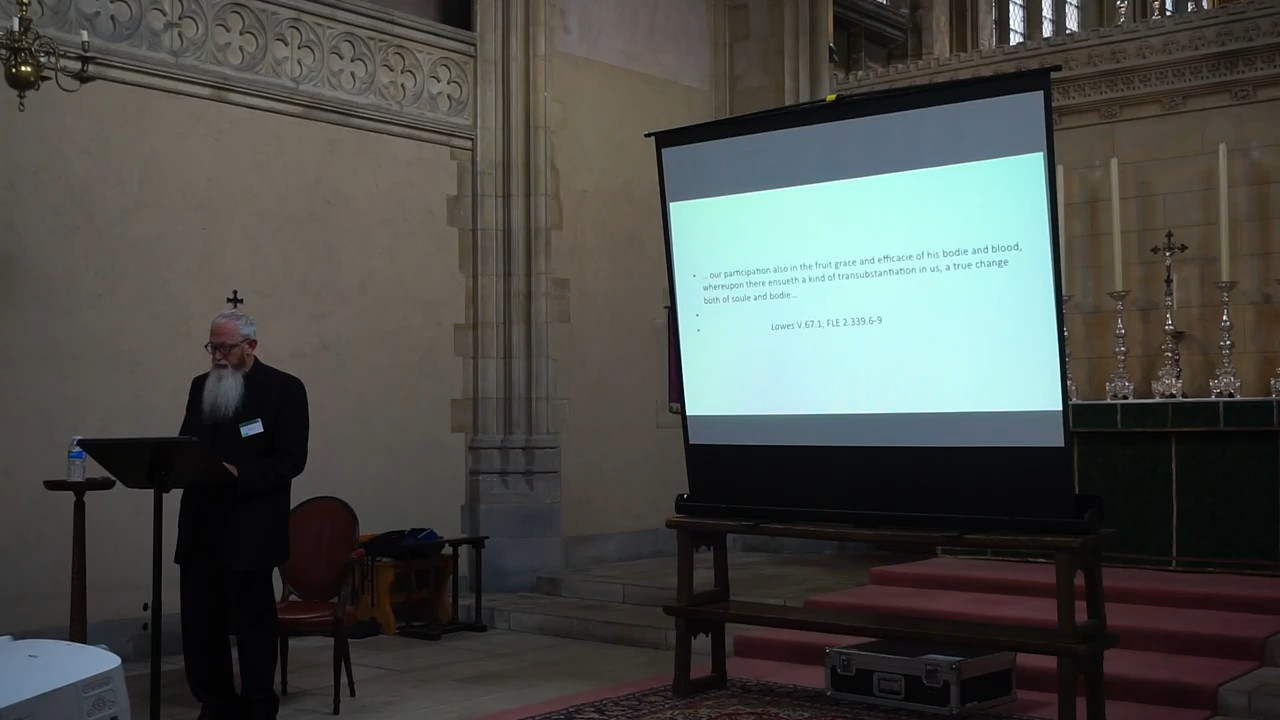 ... our participation also in the fruit grace and efficacie of his bodie and blood,
whereupon there ensueth a kind of transubstantiation in us, a true change
both of soule and bodie...
Lawes V.67.1; FLE 2.339.6-9